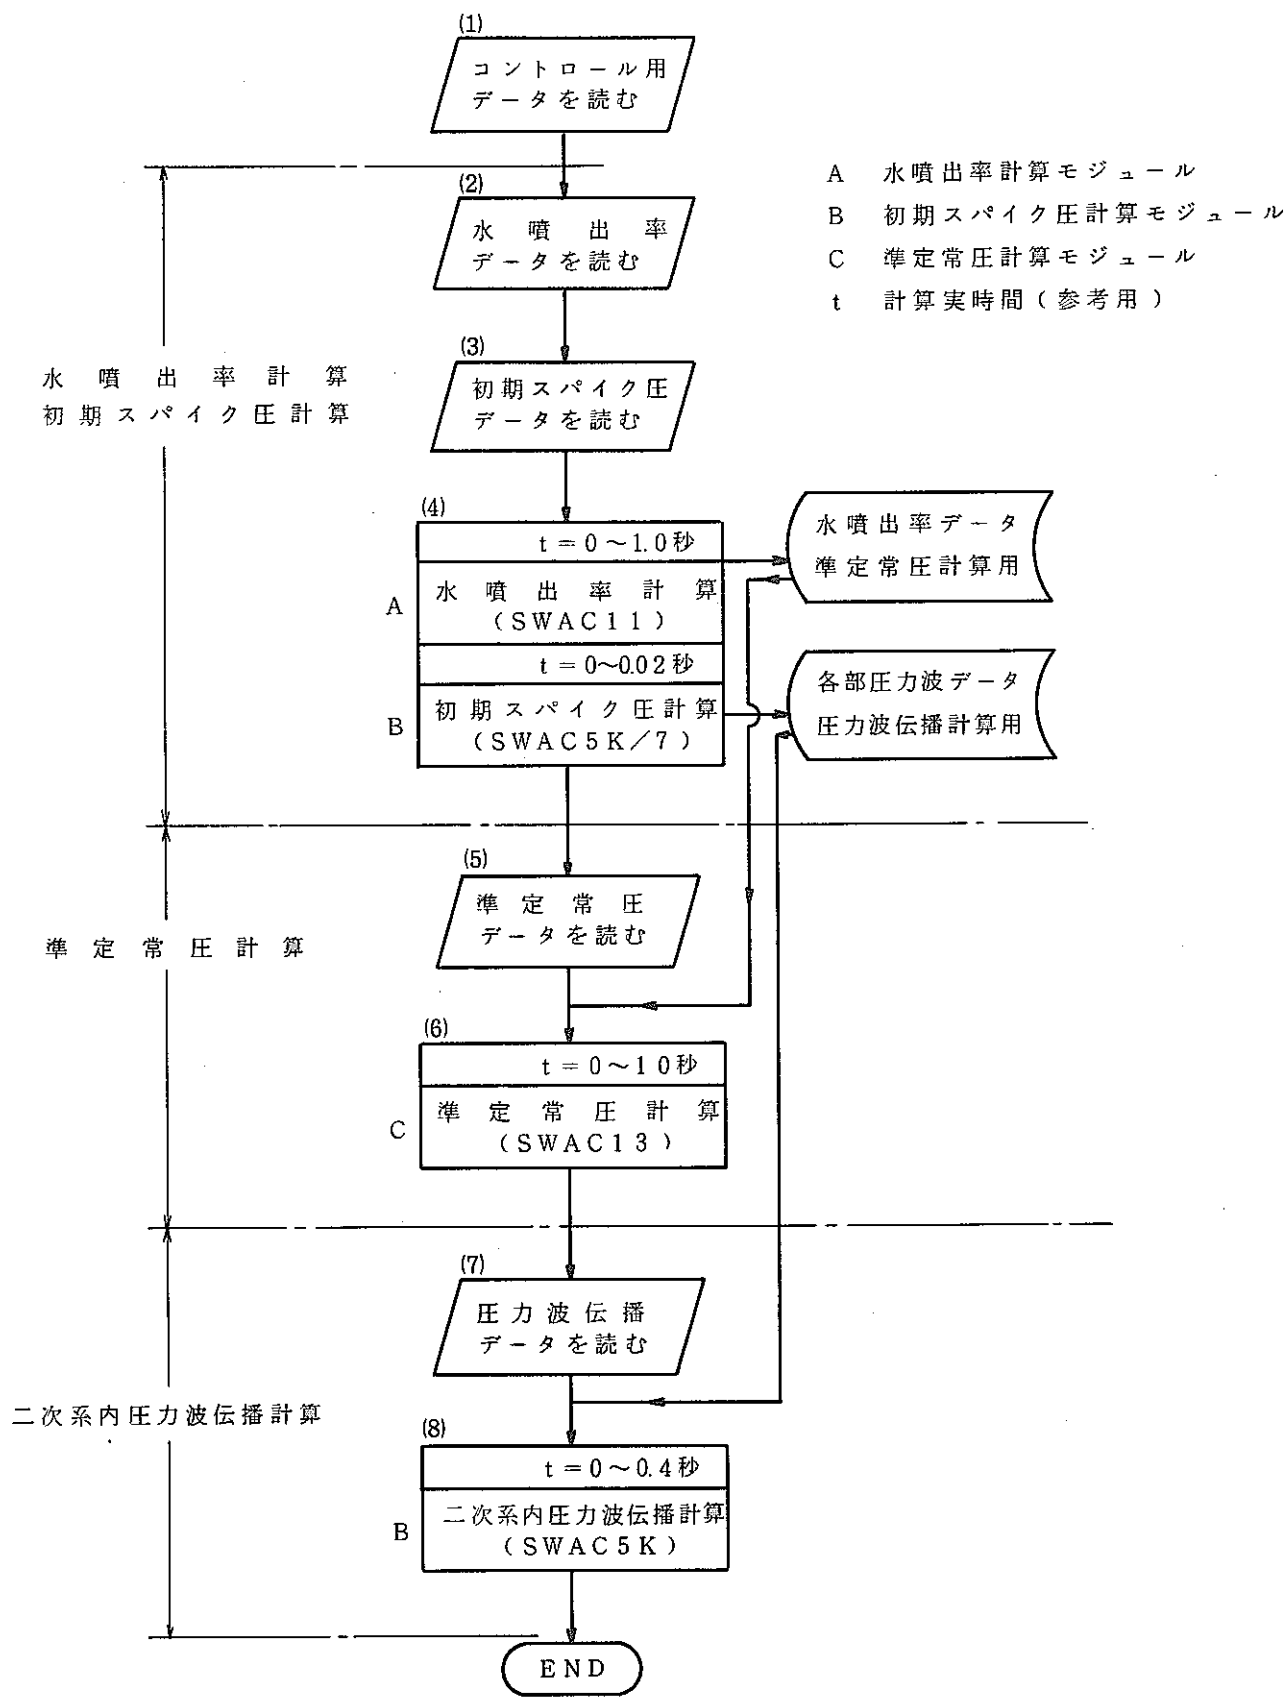 (1)
コントロール用
データを読む
A 水噴出率計算モジュール
B 初期スパイク圧計算モジュール
C 準定常圧計算モジュール
t 計算実時間(参考用)
(2)
水噴出率
データを読む
水噴出率計算
初期スパイク圧計算
(3)
初期スパイク圧
データを読む
(4)
t=0~1.0秒
A
水噴出率計算
(SWAC11)
t=0~0.02秒
B
初期スパイク圧計算
(SWAC5K/7)
水噴出率データ
準定常圧計算用
各部圧力波データ
圧力波伝播計算用
準定常圧計算
(5)
準定常圧
データを読む
(6)
t=0~10秒
C
準定常圧計算
(SWAC13)
二次系内圧力波伝播計算
(7)
圧力波伝播
データを読む
(8)
t=0~0.4秒
B
二次系内圧力波伝播計算
(SWAC5K)
END